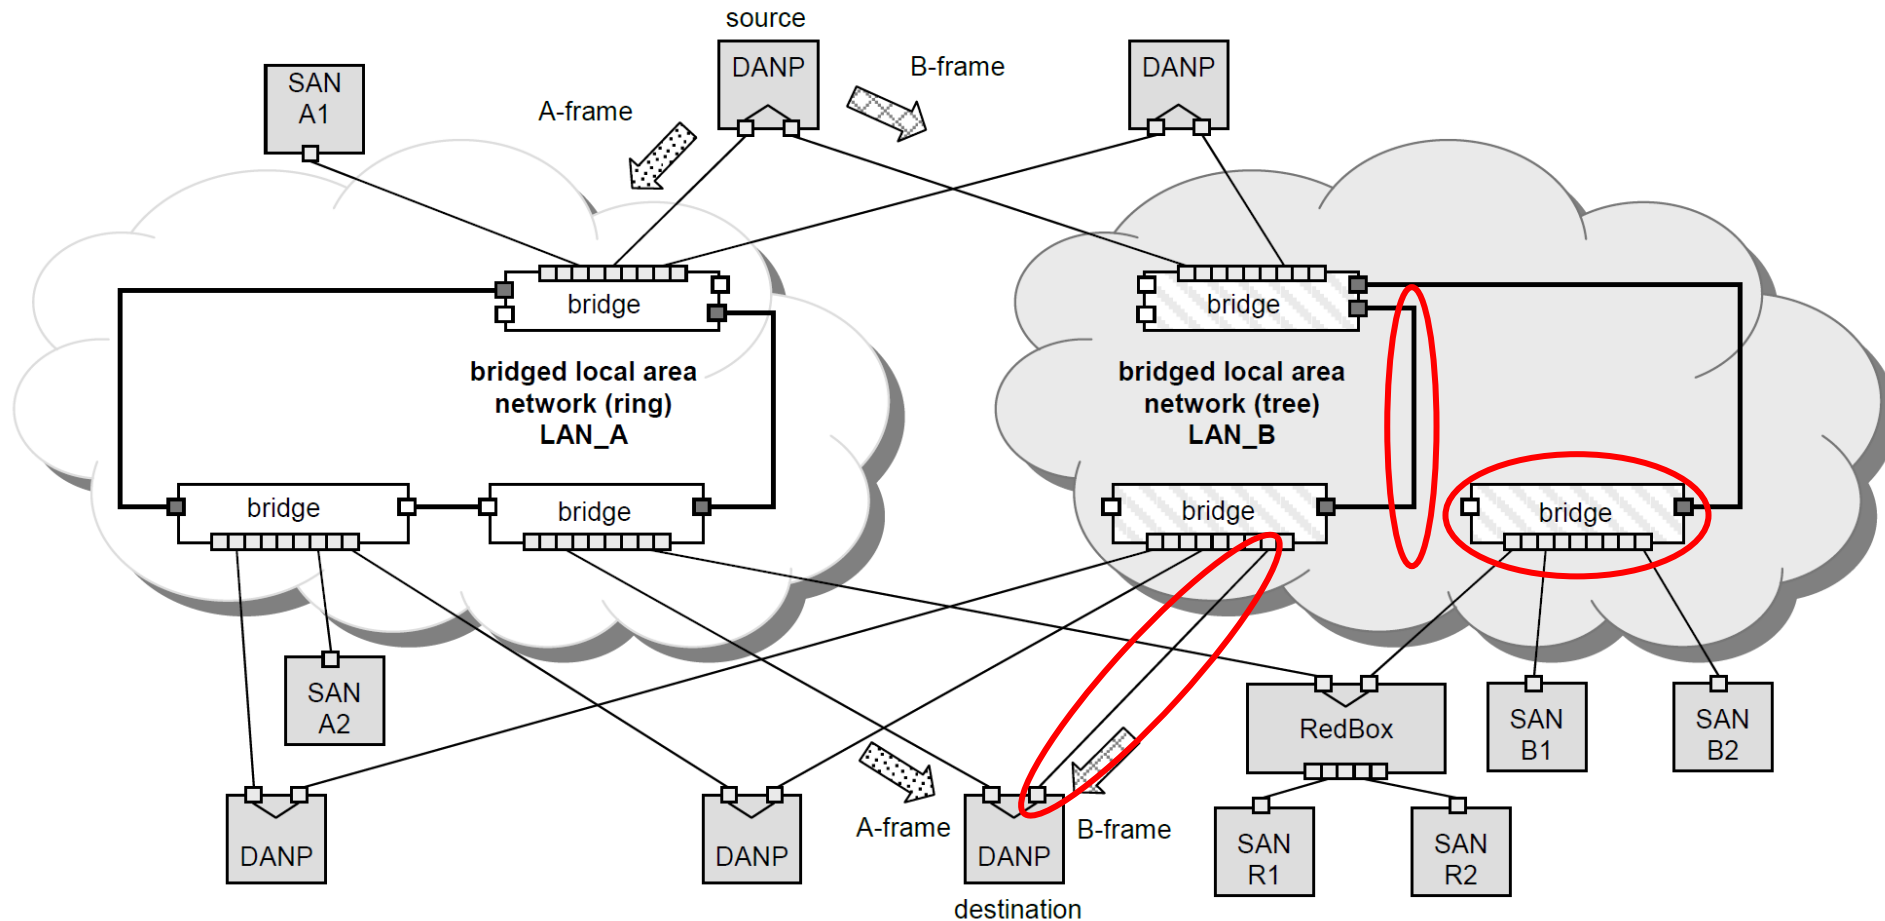 source
SAN
A1
A-frame
DANP
B-frame
DANP
bridge
bridge
bridged local area
network (ring)
LAN_A
bridged local area
network (tree)
LAN_B
bridge
bridge
bridge
bridge
SAN
A2
RedBox
SAN
B1
SAN
B2
DANP
DANP
A-frame
DANP
B-frame
SAN
R1
SAN
R2
destination